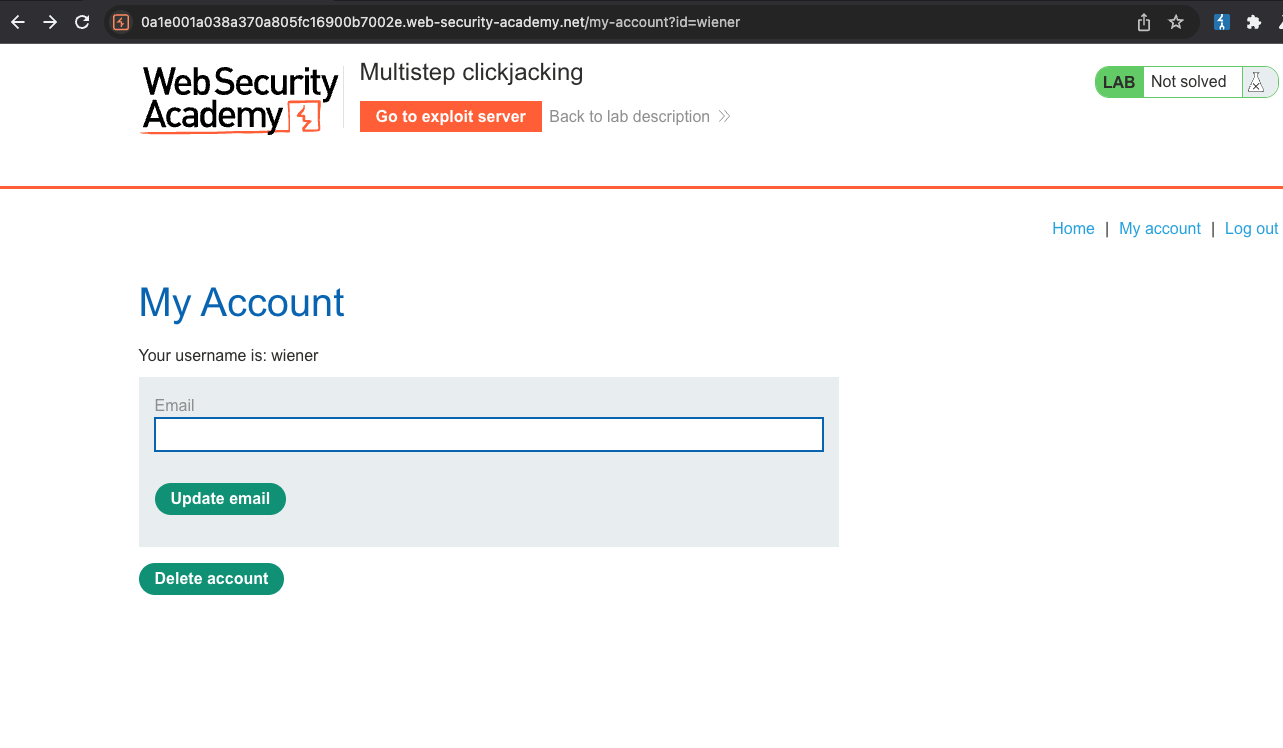 0a1e001a038a370a805fc16900b7002e.web-security-academy.net/my-account?id=wiener
Web Security
Academy
Multistep clickjacking
Go to exploit server
Back to lab description
LAB
Not solved
Home | My account | Log out
My Account
Your username is: wiener
Email
Update email
Delete account